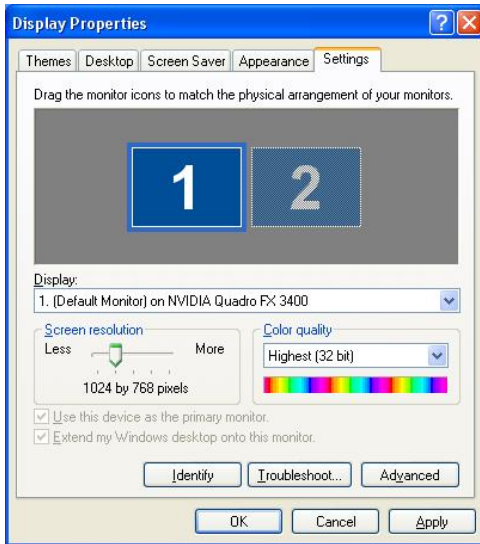 Display Properties
Themes Desktop Screen Saver Appearance Settings
Drag the monitor icons to match the physical arrangement of your monitors.
1 2
Display:
1. (Default Monitor) on NVIDIA Quadro FX 3400
Screen resolution
Less More
1024 by 768 pixels
Color quality
Highest (32 bit)
Use this device as the primary monitor.
Extend my Windows desktop onto this monitor.
Identify Troubleshoot... Advanced
OK Cancel Apply